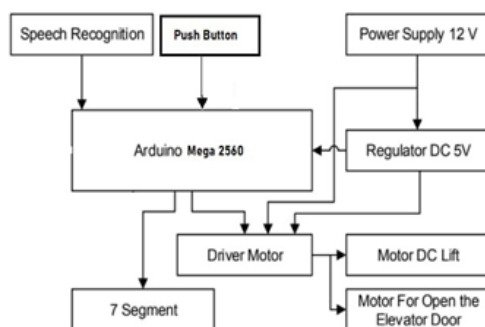 Speech Recognition
Push Button
Power Supply 12 V
Arduino Mega 2560
Regulator DC 5V
Driver Motor
Motor DC Lift
7 Segment
Motor For Open the
Elevator Door